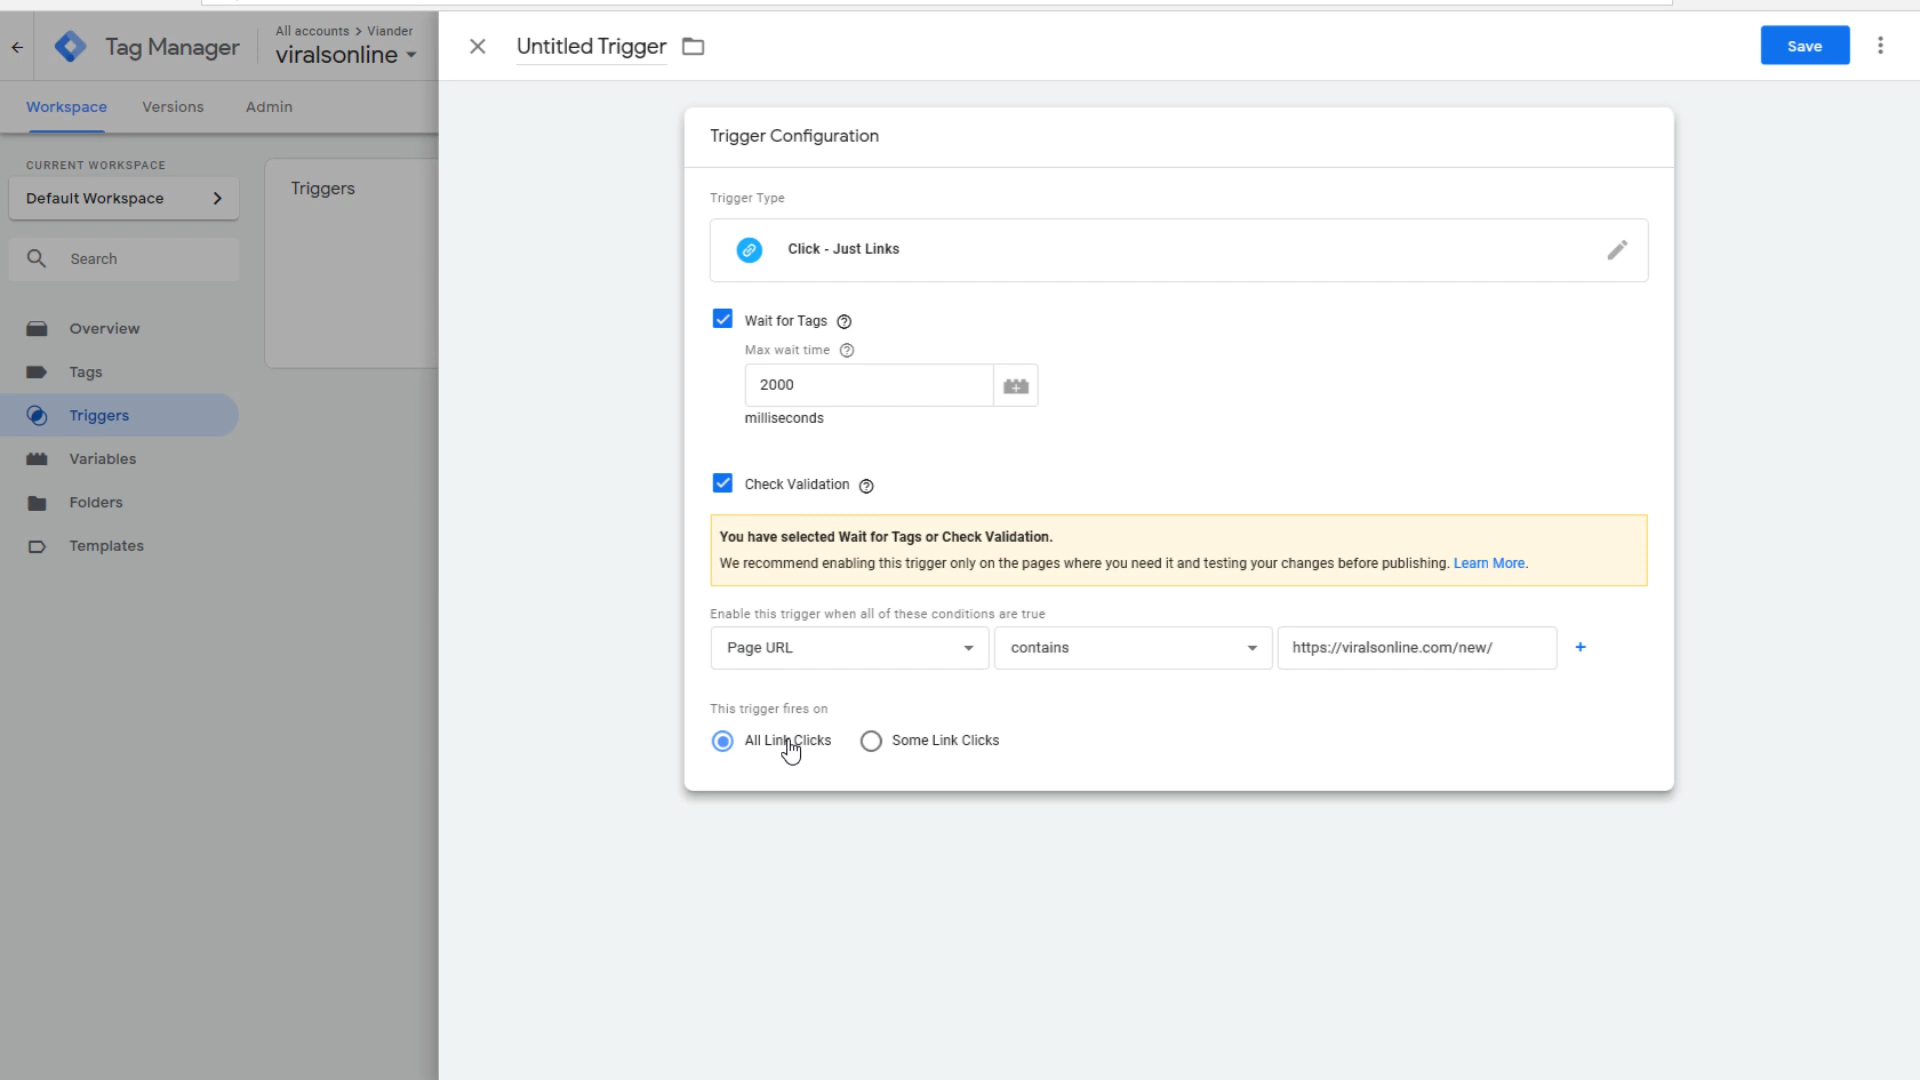 Tag Manager
All accounts > Viander
viralsonline
Untitled Trigger
Save
Workspace
Versions
Admin
CURRENT WORKSPACE
Default Workspace
Search
Overview
Tags
Triggers
Variables
Folders
Templates
Triggers
Trigger Configuration
Trigger Type
Click - Just Links
Wait for Tags
Max wait time
2000
milliseconds
Check Validation
You have selected Wait for Tags or Check Validation.
We recommend enabling this trigger only on the pages where you need it and testing your changes before publishing. Learn More.
Enable this trigger when all of these conditions are true
Page URL
contains
https://viralsonline.com/new/
+
This trigger fires on
All Link Clicks
Some Link Clicks